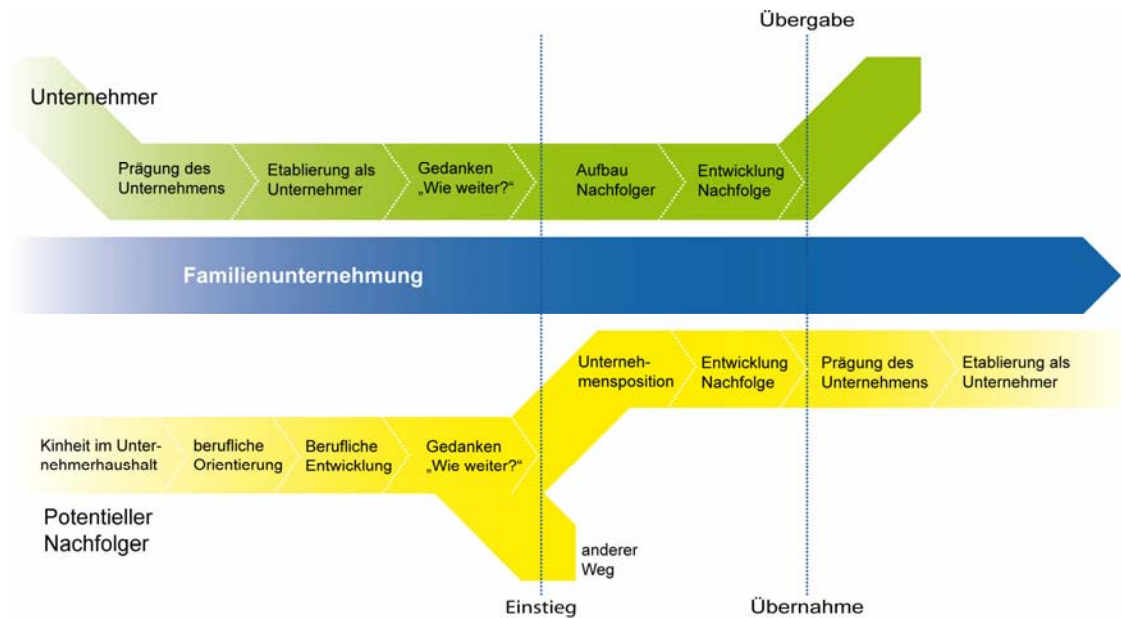 Übergabe
Unternehmer
Prägung des
Unternehmens
Etablierung als
Unternehmer
Gedanken
„Wie weiter?“
Aufbau
Nachfolger
Entwicklung
Nachfolge
Familienunternehmung
Unterneh-
mensposition
Entwicklung
Nachfolge
Prägung des
Unternehmens
Etablierung als
Unternehmer
Kinheit im Unter-
nehmerhaushalt
berufliche
Orientierung
Berufliche
Entwicklung
Gedanken
„Wie weiter?“
Potentieller
Nachfolger
anderer
Weg
Einstieg
Übernahme